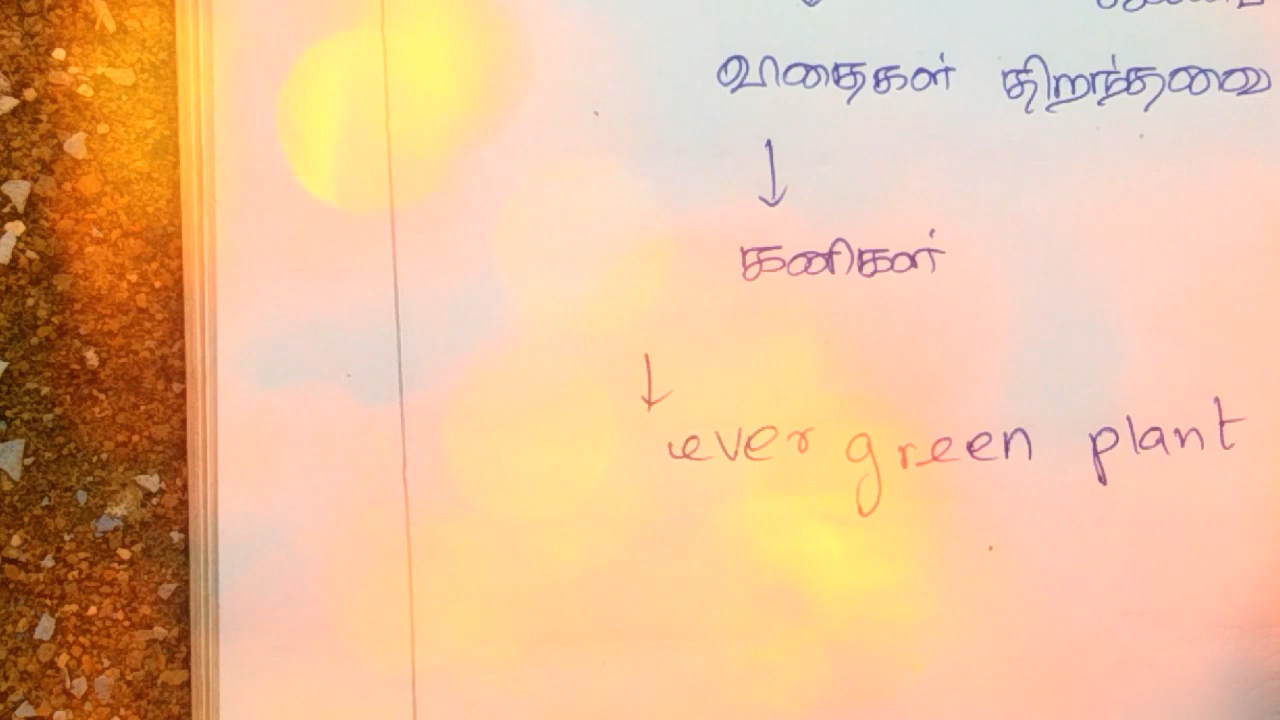 விதைகள் திறந்தவை
↓
கனிகள்
↓
ever green plant